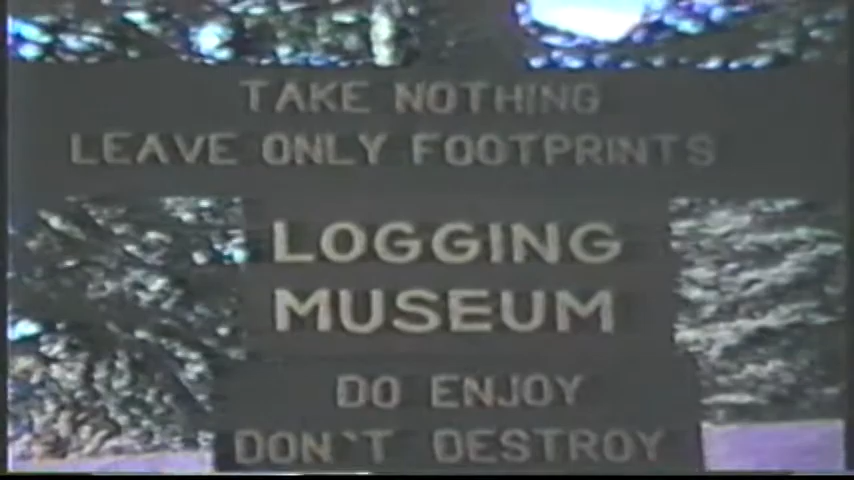 TAKE NOTHING
LEAVE ONLY FOOTPRINTS
LOGGING
MUSEUM
DO ENJOY
DON'T DESTROY